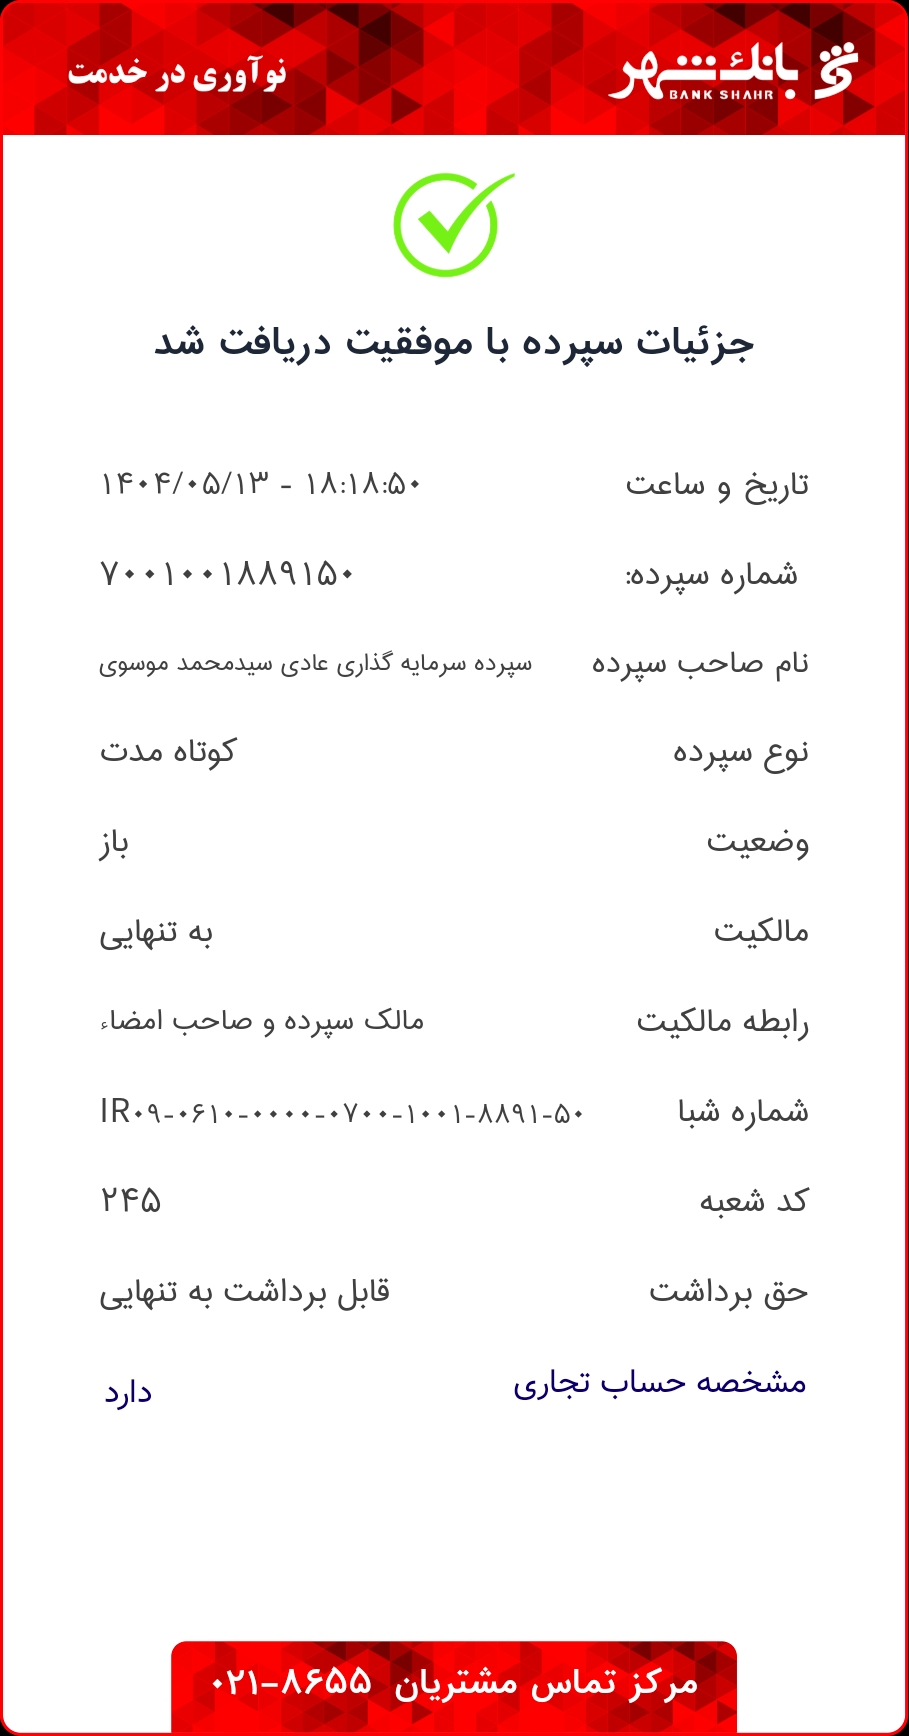 بانک شهر
BANK SHAHR
نوآوری در خدمت
جزئیات سپرده با موفقیت دریافت شد
تاریخ و ساعت ۱۴۰۴/۰۵/۱۳ - ۱۸:۱۸:۵۰
شماره سپرده: ۷۰۰۱۰۰۱۸۸۹۱۵۰
نام صاحب سپرده سپرده سرمایه گذاری عادی سیدمحمد موسوی
نوع سپرده کوتاه مدت
وضعیت باز
مالکیت به تنهایی
رابطه مالکیت مالک سپرده و صاحب امضاء
شماره شبا IR۰۹-۰۶۱۰-۰۰۰۰-۰۷۰۰-۱۰۰۱-۸۸۹۱-۵۰
کد شعبه ۲۴۵
حق برداشت قابل برداشت به تنهایی
مشخصه حساب تجاری دارد
مرکز تماس مشتریان ۰۲۱-۸۶۵۵